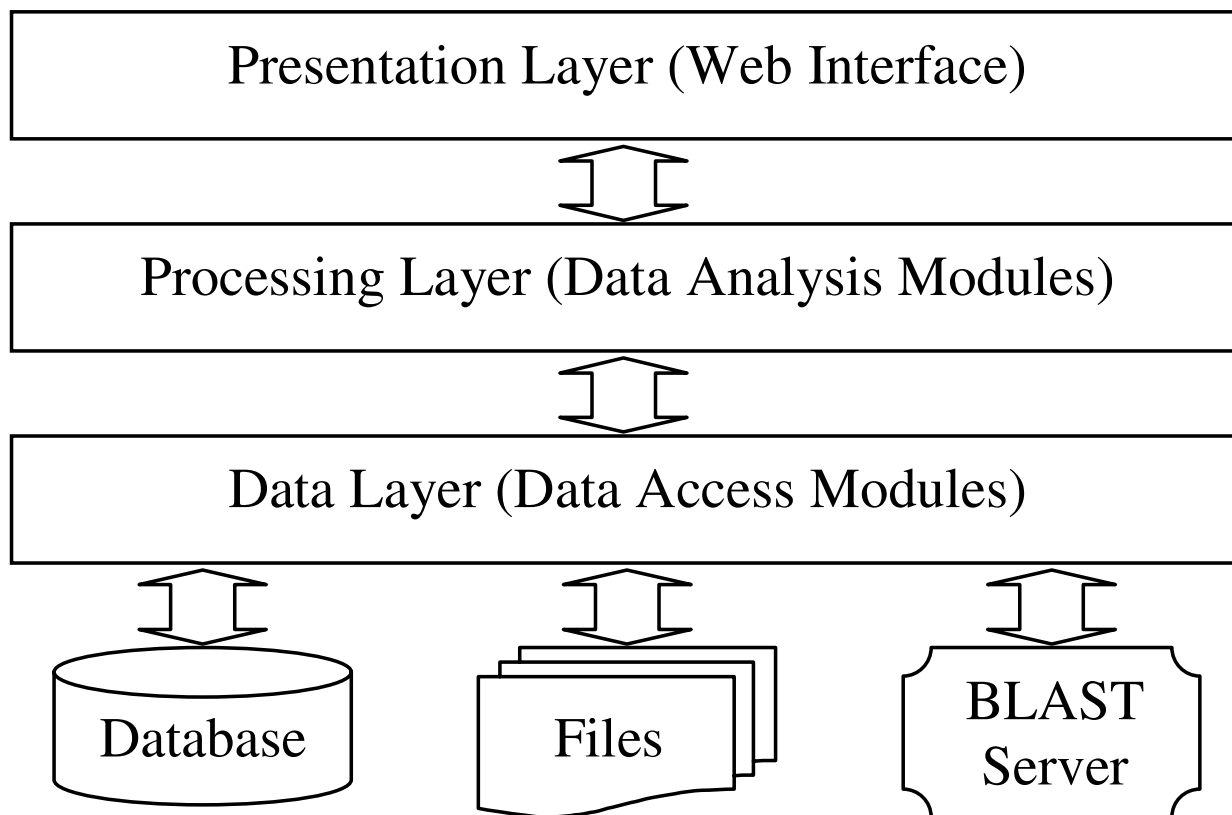 Presentation Layer (Web Interface)
Processing Layer (Data Analysis Modules)
Data Layer (Data Access Modules)
Database
Files
BLAST
Server